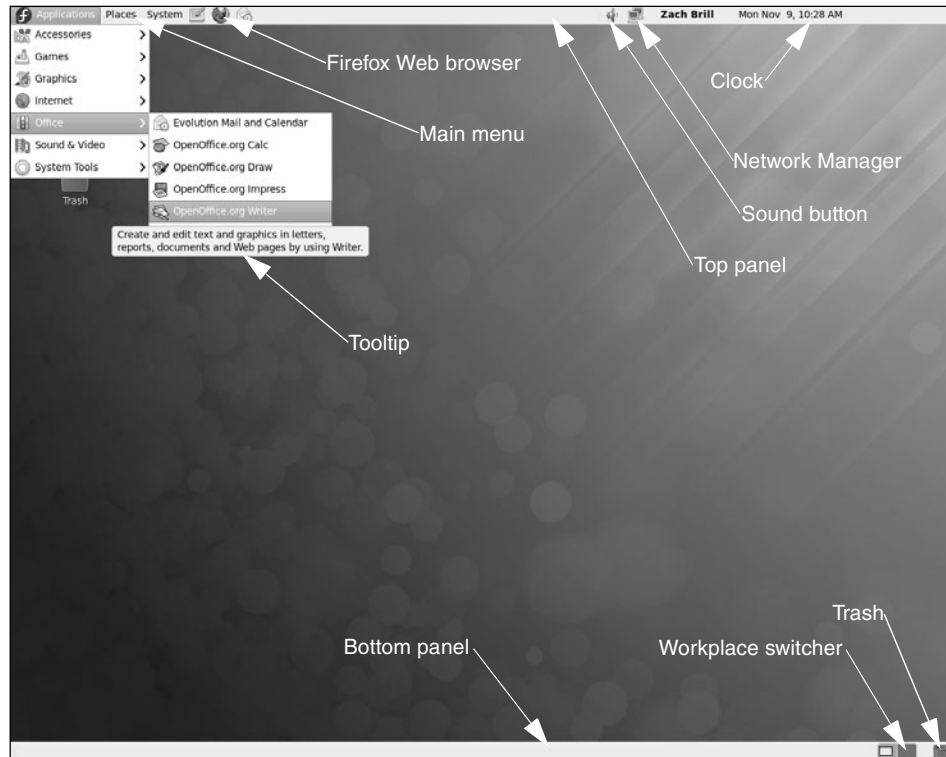 Applications Places System Zach Brill Mon Nov 9, 10:28 AM
Accessories
Games
Graphics
Internet
Office
Sound & Video
System Tools
Evolution Mail and Calendar
OpenOffice.org Calc
OpenOffice.org Draw
OpenOffice.org Impress
OpenOffice.org Writer
Create and edit text and graphics in letters,
reports, documents and Web pages by using Writer.
Trash
Firefox Web browser
Clock
Main menu
Network Manager
Sound button
Top panel
Tooltip
Trash
Bottom panel
Workplace switcher